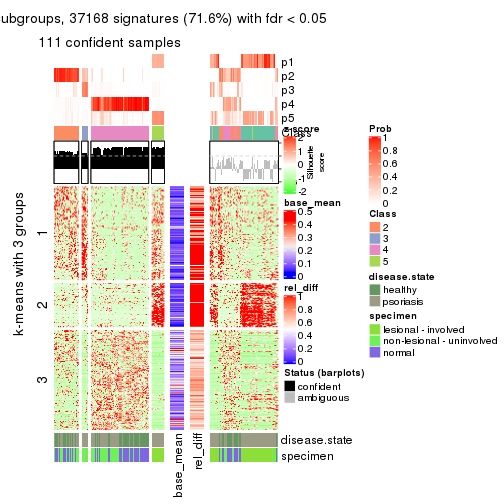 ubgroups, 37168 signatures (71.6%) with fdr < 0.05
111 confident samples
p1
p2
p3
p4
p5
Class
z-score
2
1
0
-1
-2
Silhouette
score
base_mean
0.5
0.4
0.3
0.2
0.1
0
rel_diff
1
0.8
0.6
0.4
0.2
0
Status (barplots)
confident
ambiguous
Prob
1
0.8
0.6
0.4
0.2
0
Class
2
3
4
5
disease.state
healthy
psoriasis
specimen
lesional - involved
non-lesional - uninvolved
normal
k-means with 3 groups
1
2
3
disease.state
specimen
base_mean
rel_diff